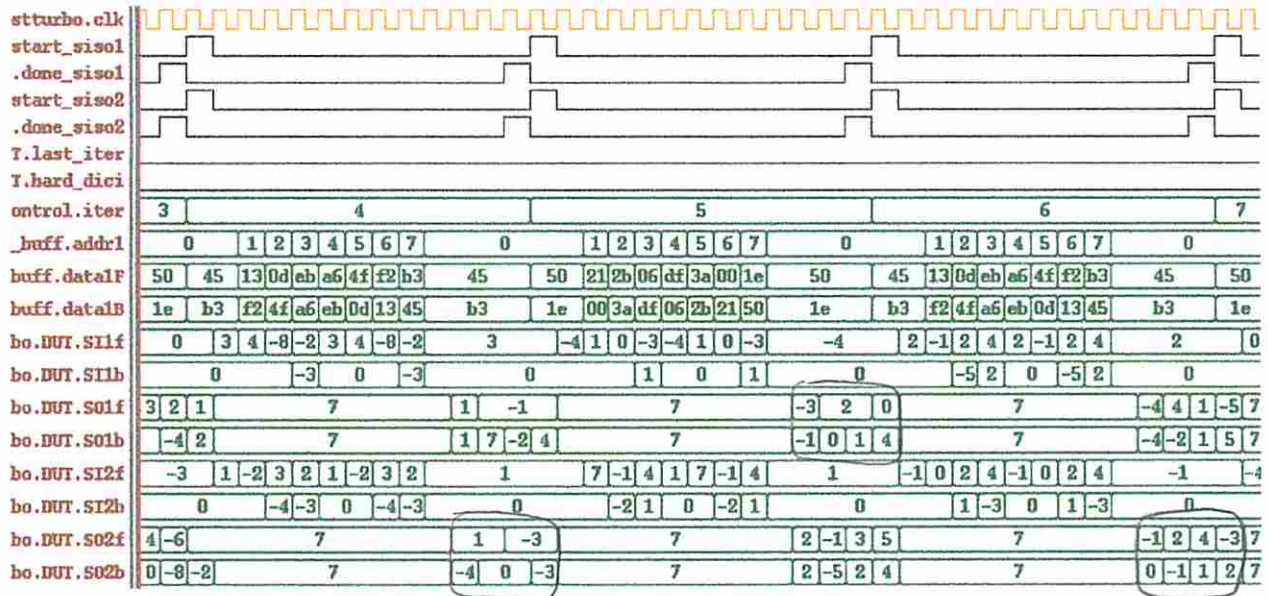 stturbo.clk
start_siso1
.done_siso1
start_siso2
.done_siso2
T.last_iter
T.hard_dici
ontrol.iter 3 4 5 6 7
_buff.addr1 0 1 2 3 4 5 6 7 0 1 2 3 4 5 6 7 0 1 2 3 4 5 6 7 0
buff.data1F 50 45 13 0d eb a6 4f f2 b3 45 50 21 2b 06 df 3a 00 1e 50 45 13 0d eb a6 4f f2 b3 45 50
buff.data1B 1e b3 f2 4f a6 eb 0d 13 45 b3 1e 00 3a df 06 2b 21 50 1e b3 f2 4f a6 eb 0d 13 45 b3 1e
bo.DUT.SI1f 0 3 4 -8 -2 3 4 -8 -2 3 -4 1 0 -3 -4 1 0 -3 -4 2 -1 2 4 2 -1 2 4 2 0
bo.DUT.SI1b 0 -3 0 -3 0 1 0 1 0 -5 2 0 -5 2 0
bo.DUT.SO1f 3 2 1 7 1 -1 7 -3 2 0 7 -4 4 1 -5 7
bo.DUT.SO1b -4 2 7 1 7 -2 4 7 -1 0 1 4 7 -4 -2 1 5 7
bo.DUT.SI2f -3 1 -2 3 2 1 -2 3 2 1 7 -1 4 1 7 -1 4 1 -1 0 2 4 -1 0 2 4 -1 -4
bo.DUT.SI2b 0 -4 -3 0 -4 -3 0 -2 1 0 -2 1 0 1 -3 0 1 -3 0
bo.DUT.SO2f 4 -6 7 1 -3 7 2 -1 3 5 7 -1 2 4 -3 7
bo.DUT.SO2b 0 -8 -2 7 -4 0 -3 7 2 -5 2 4 7 0 -1 1 2 7